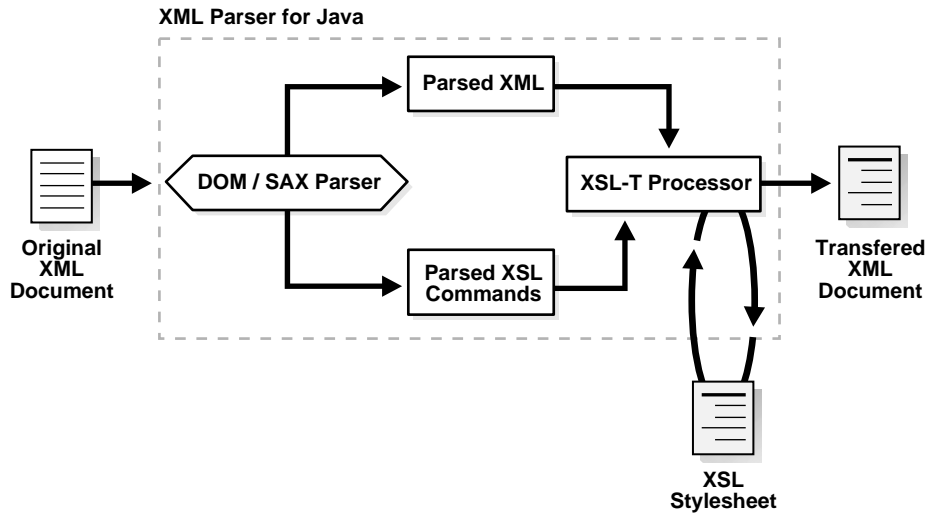 XML Parser for Java
Parsed XML
DOM / SAX Parser
XSL-T Processor
Original
XML
Document
Parsed XSL
Commands
Transfered
XML
Document
XSL
Stylesheet